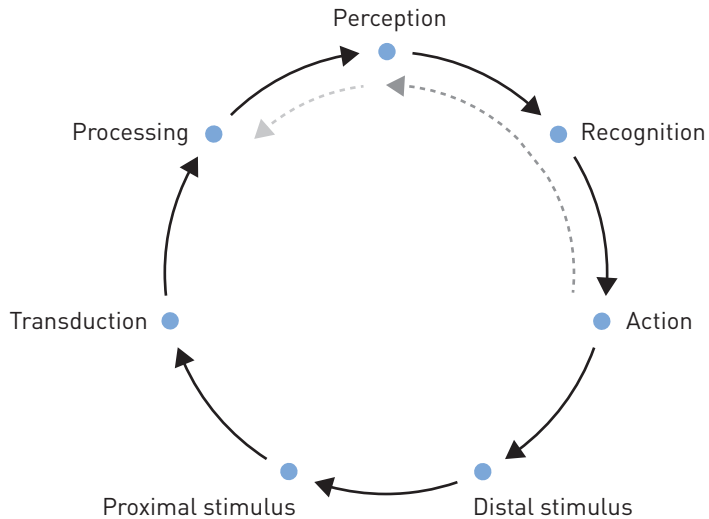 Perception
Processing
Recognition
Transduction
Action
Proximal stimulus
Distal stimulus